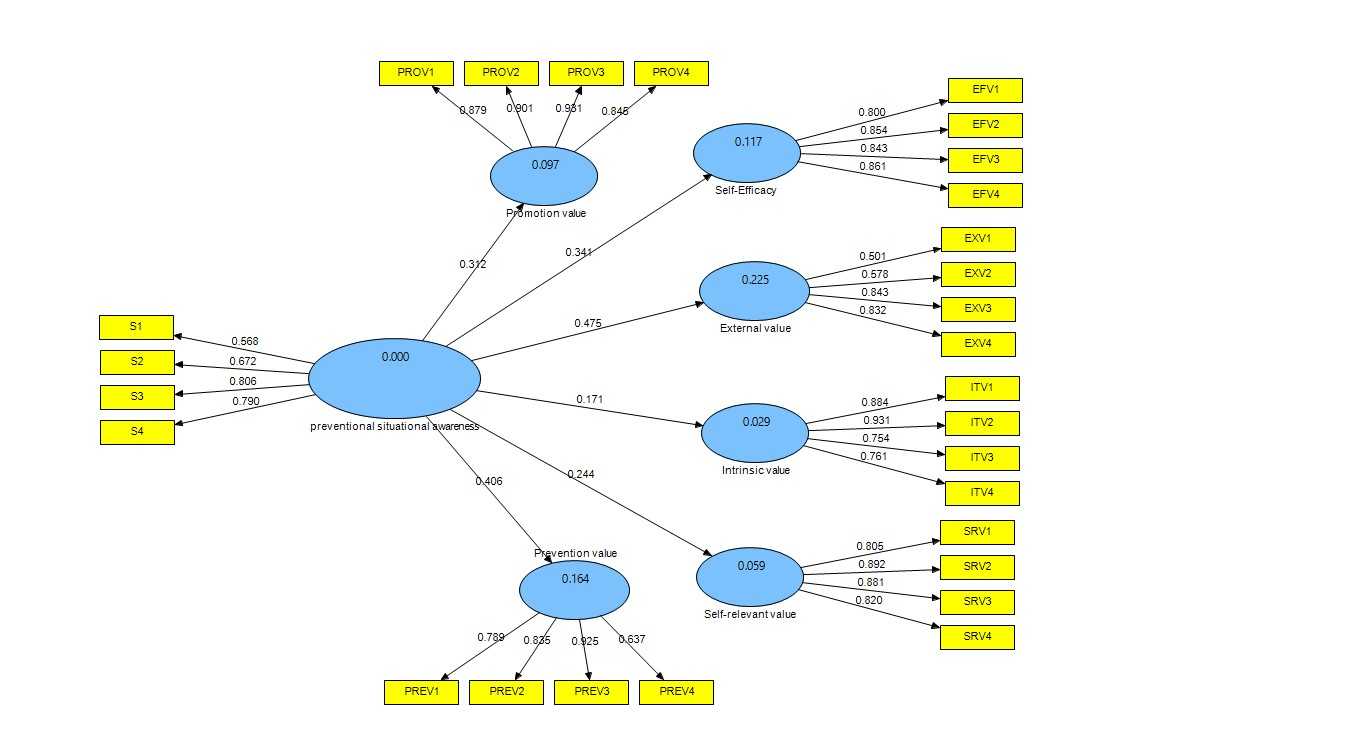 PROV1 PROV2 PROV3 PROV4
0.879 0.901 0.931 0.845
0.097
Promotion value
EFV1
EFV2
EFV3
EFV4
0.800
0.854
0.843
0.861
0.117
Self-Efficacy
0.312
0.341
EXV1
EXV2
EXV3
EXV4
0.501
0.578
0.843
0.832
0.225
External value
0.475
S1
S2
S3
S4
0.568
0.672
0.806
0.790
0.000
preventional situational awareness
0.171
ITV1
ITV2
ITV3
ITV4
0.884
0.931
0.754
0.761
0.029
Intrinsic value
0.406
0.244
SRV1
SRV2
SRV3
SRV4
0.805
0.892
0.881
0.820
0.059
Self-relevant value
Prevention value
0.164
0.789 0.835 0.925 0.637
PREV1 PREV2 PREV3 PREV4